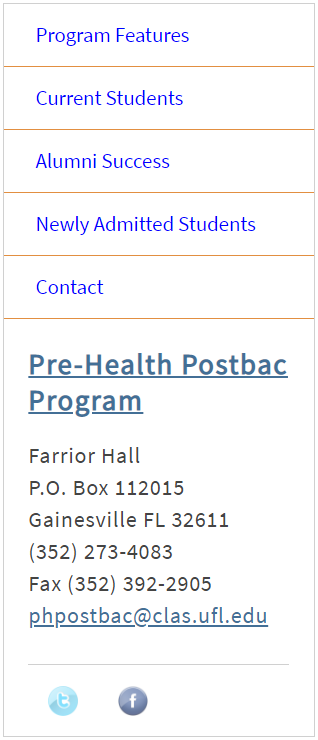 Program Features
Current Students
Alumni Success
Newly Admitted Students
Contact
Pre-Health Postbac
Program
Farrior Hall
P.O. Box 112015
Gainesville FL 32611
(352) 273-4083
Fax (352) 392-2905
phpostbac@clas.ufl.edu